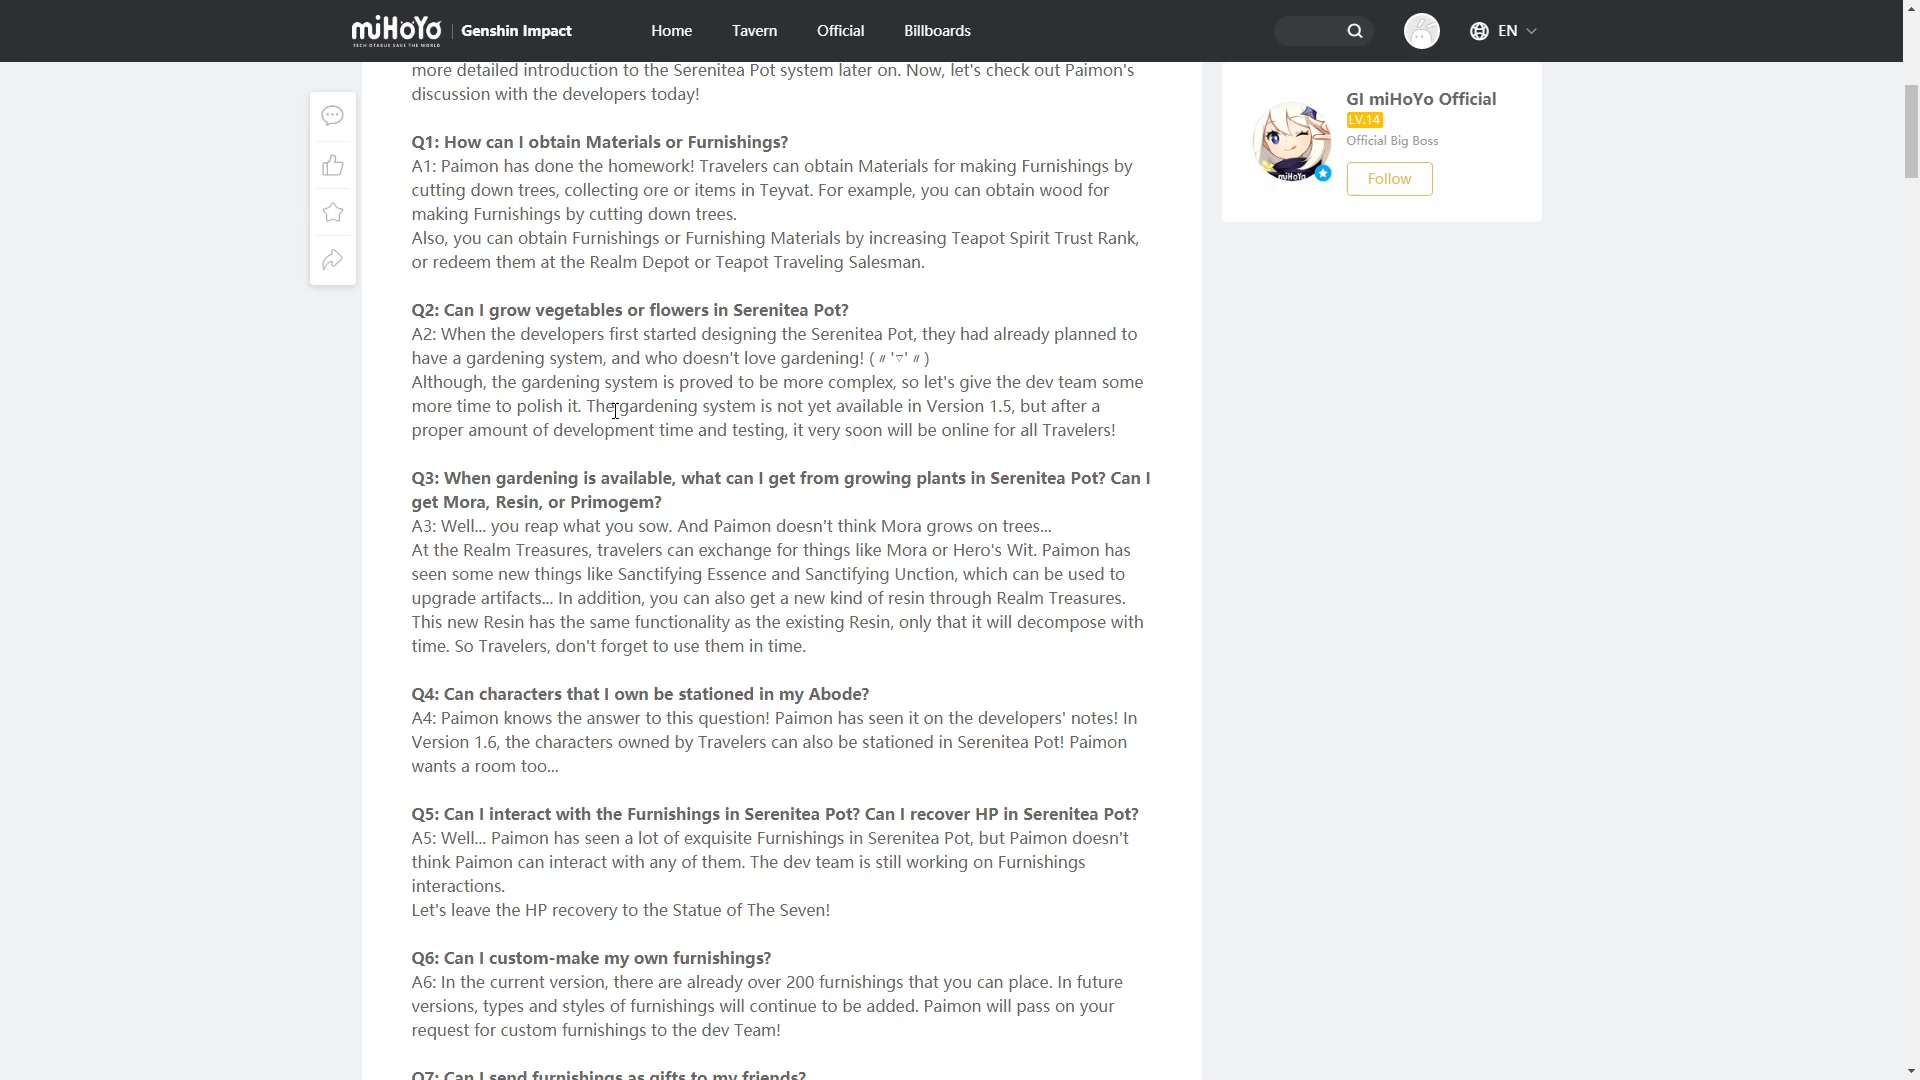 miHoYo
TECH OTAKUS SAVE THE WORLD
Genshin Impact
Home
Tavern
Official
Billboards
EN
more detailed introduction to the Serenitea Pot system later on. Now, let's check out Paimon's
discussion with the developers today!
Q1: How can I obtain Materials or Furnishings?
A1: Paimon has done the homework! Travelers can obtain Materials for making Furnishings by
cutting down trees, collecting ore or items in Teyvat. For example, you can obtain wood for
making Furnishings by cutting down trees.
Also, you can obtain Furnishings or Furnishing Materials by increasing Teapot Spirit Trust Rank,
or redeem them at the Realm Depot or Teapot Traveling Salesman.
Q2: Can I grow vegetables or flowers in Serenitea Pot?
A2: When the developers first started designing the Serenitea Pot, they had already planned to
have a gardening system, and who doesn't love gardening! (〃'▽'〃)
Although, the gardening system is proved to be more complex, so let's give the dev team some
more time to polish it. The gardening system is not yet available in Version 1.5, but after a
proper amount of development time and testing, it very soon will be online for all Travelers!
Q3: When gardening is available, what can I get from growing plants in Serenitea Pot? Can I
get Mora, Resin, or Primogem?
A3: Well... you reap what you sow. And Paimon doesn't think Mora grows on trees...
At the Realm Treasures, travelers can exchange for things like Mora or Hero's Wit. Paimon has
seen some new things like Sanctifying Essence and Sanctifying Unction, which can be used to
upgrade artifacts... In addition, you can also get a new kind of resin through Realm Treasures.
This new Resin has the same functionality as the existing Resin, only that it will decompose with
time. So Travelers, don't forget to use them in time.
Q4: Can characters that I own be stationed in my Abode?
A4: Paimon knows the answer to this question! Paimon has seen it on the developers' notes! In
Version 1.6, the characters owned by Travelers can also be stationed in Serenitea Pot! Paimon
wants a room too...
Q5: Can I interact with the Furnishings in Serenitea Pot? Can I recover HP in Serenitea Pot?
A5: Well... Paimon has seen a lot of exquisite Furnishings in Serenitea Pot, but Paimon doesn't
think Paimon can interact with any of them. The dev team is still working on Furnishings
interactions.
Let's leave the HP recovery to the Statue of The Seven!
Q6: Can I custom-make my own furnishings?
A6: In the current version, there are already over 200 furnishings that you can place. In future
versions, types and styles of furnishings will continue to be added. Paimon will pass on your
request for custom furnishings to the dev Team!
Q7: Can I send furnishings as gifts to my friends?
GI miHoYo Official
LV.14
Official Big Boss
miHoYo
Follow